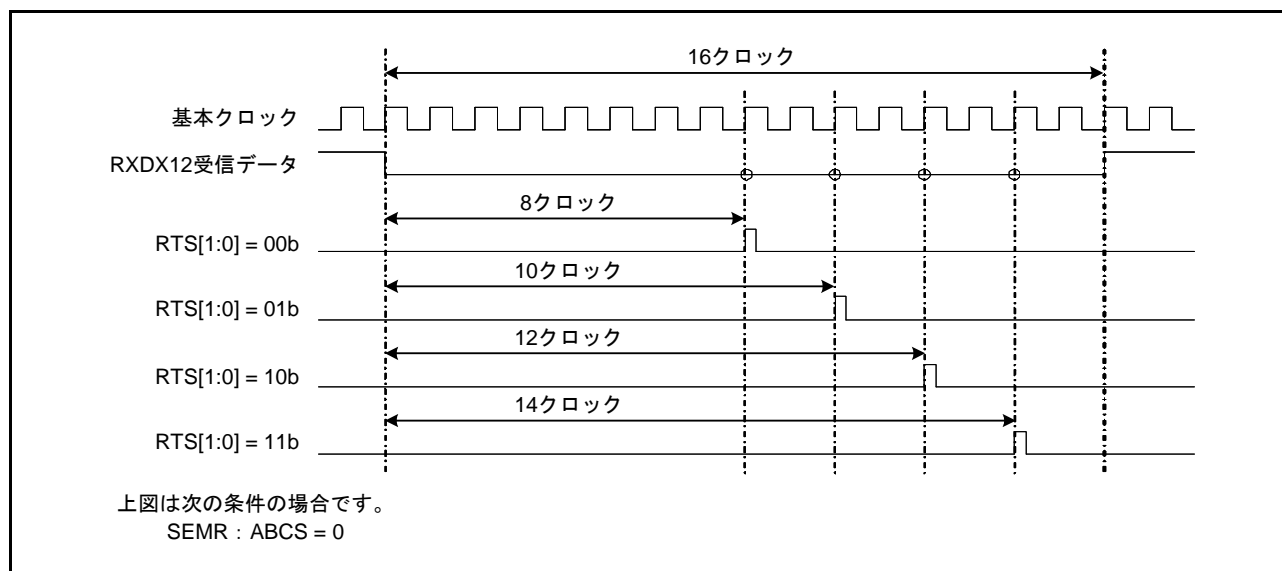 16クロック
基本クロック
RXDX12受信データ
8クロック
RTS[1:0] = 00b
10クロック
RTS[1:0] = 01b
12クロック
RTS[1:0] = 10b
14クロック
RTS[1:0] = 11b
上図は次の条件の場合です。
SEMR：ABCS = 0